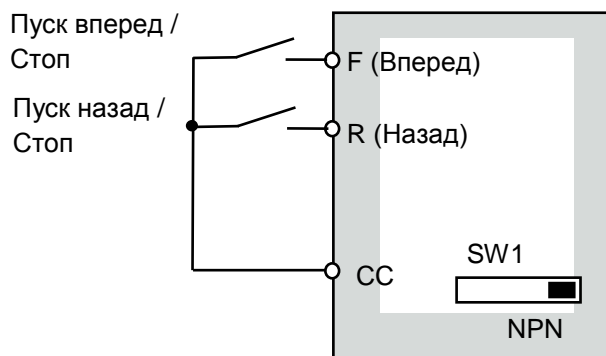 Пуск вперед /
Стоп
F (Вперед)
Пуск назад /
Стоп
R (Назад)
CC
SW1
NPN